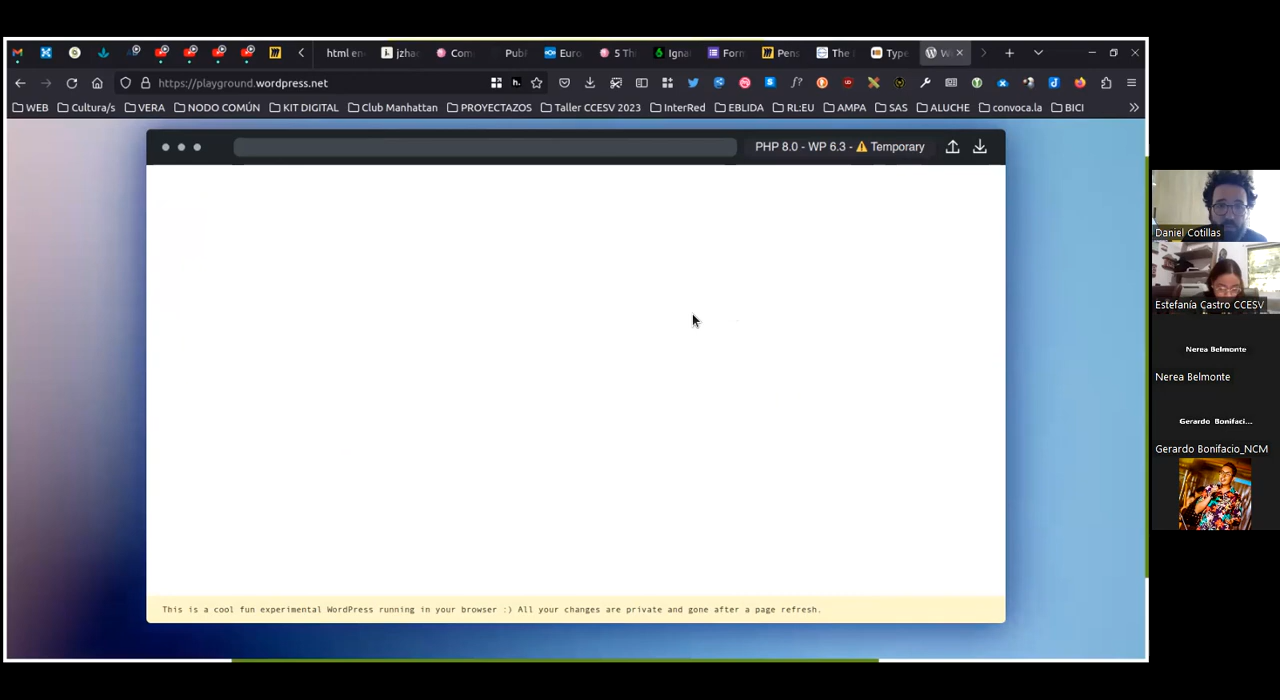 html en
jzha
Com
Pub
Euro
5 Th
Igna
Form
Pens
The
Type
W
https://playground.wordpress.net
WEB
Cultura/s
VERA
NODO COMÚN
KIT DIGITAL
Club Manhattan
PROYECTAZOS
Taller CCESV 2023
InterRed
EBLIDA
RL:EU
AMPA
SAS
ALUCHE
convoca.la
BICI
PHP 8.0 - WP 6.3 - ⚠ Temporary
This is a cool fun experimental WordPress running in your browser :) All your changes are private and gone after a page refresh.
Daniel Cotillas
Estefanía Castro CCESV
Nerea Belmonte
Nerea Belmonte
Gerardo Bonifaci...
Gerardo Bonifacio_NCM